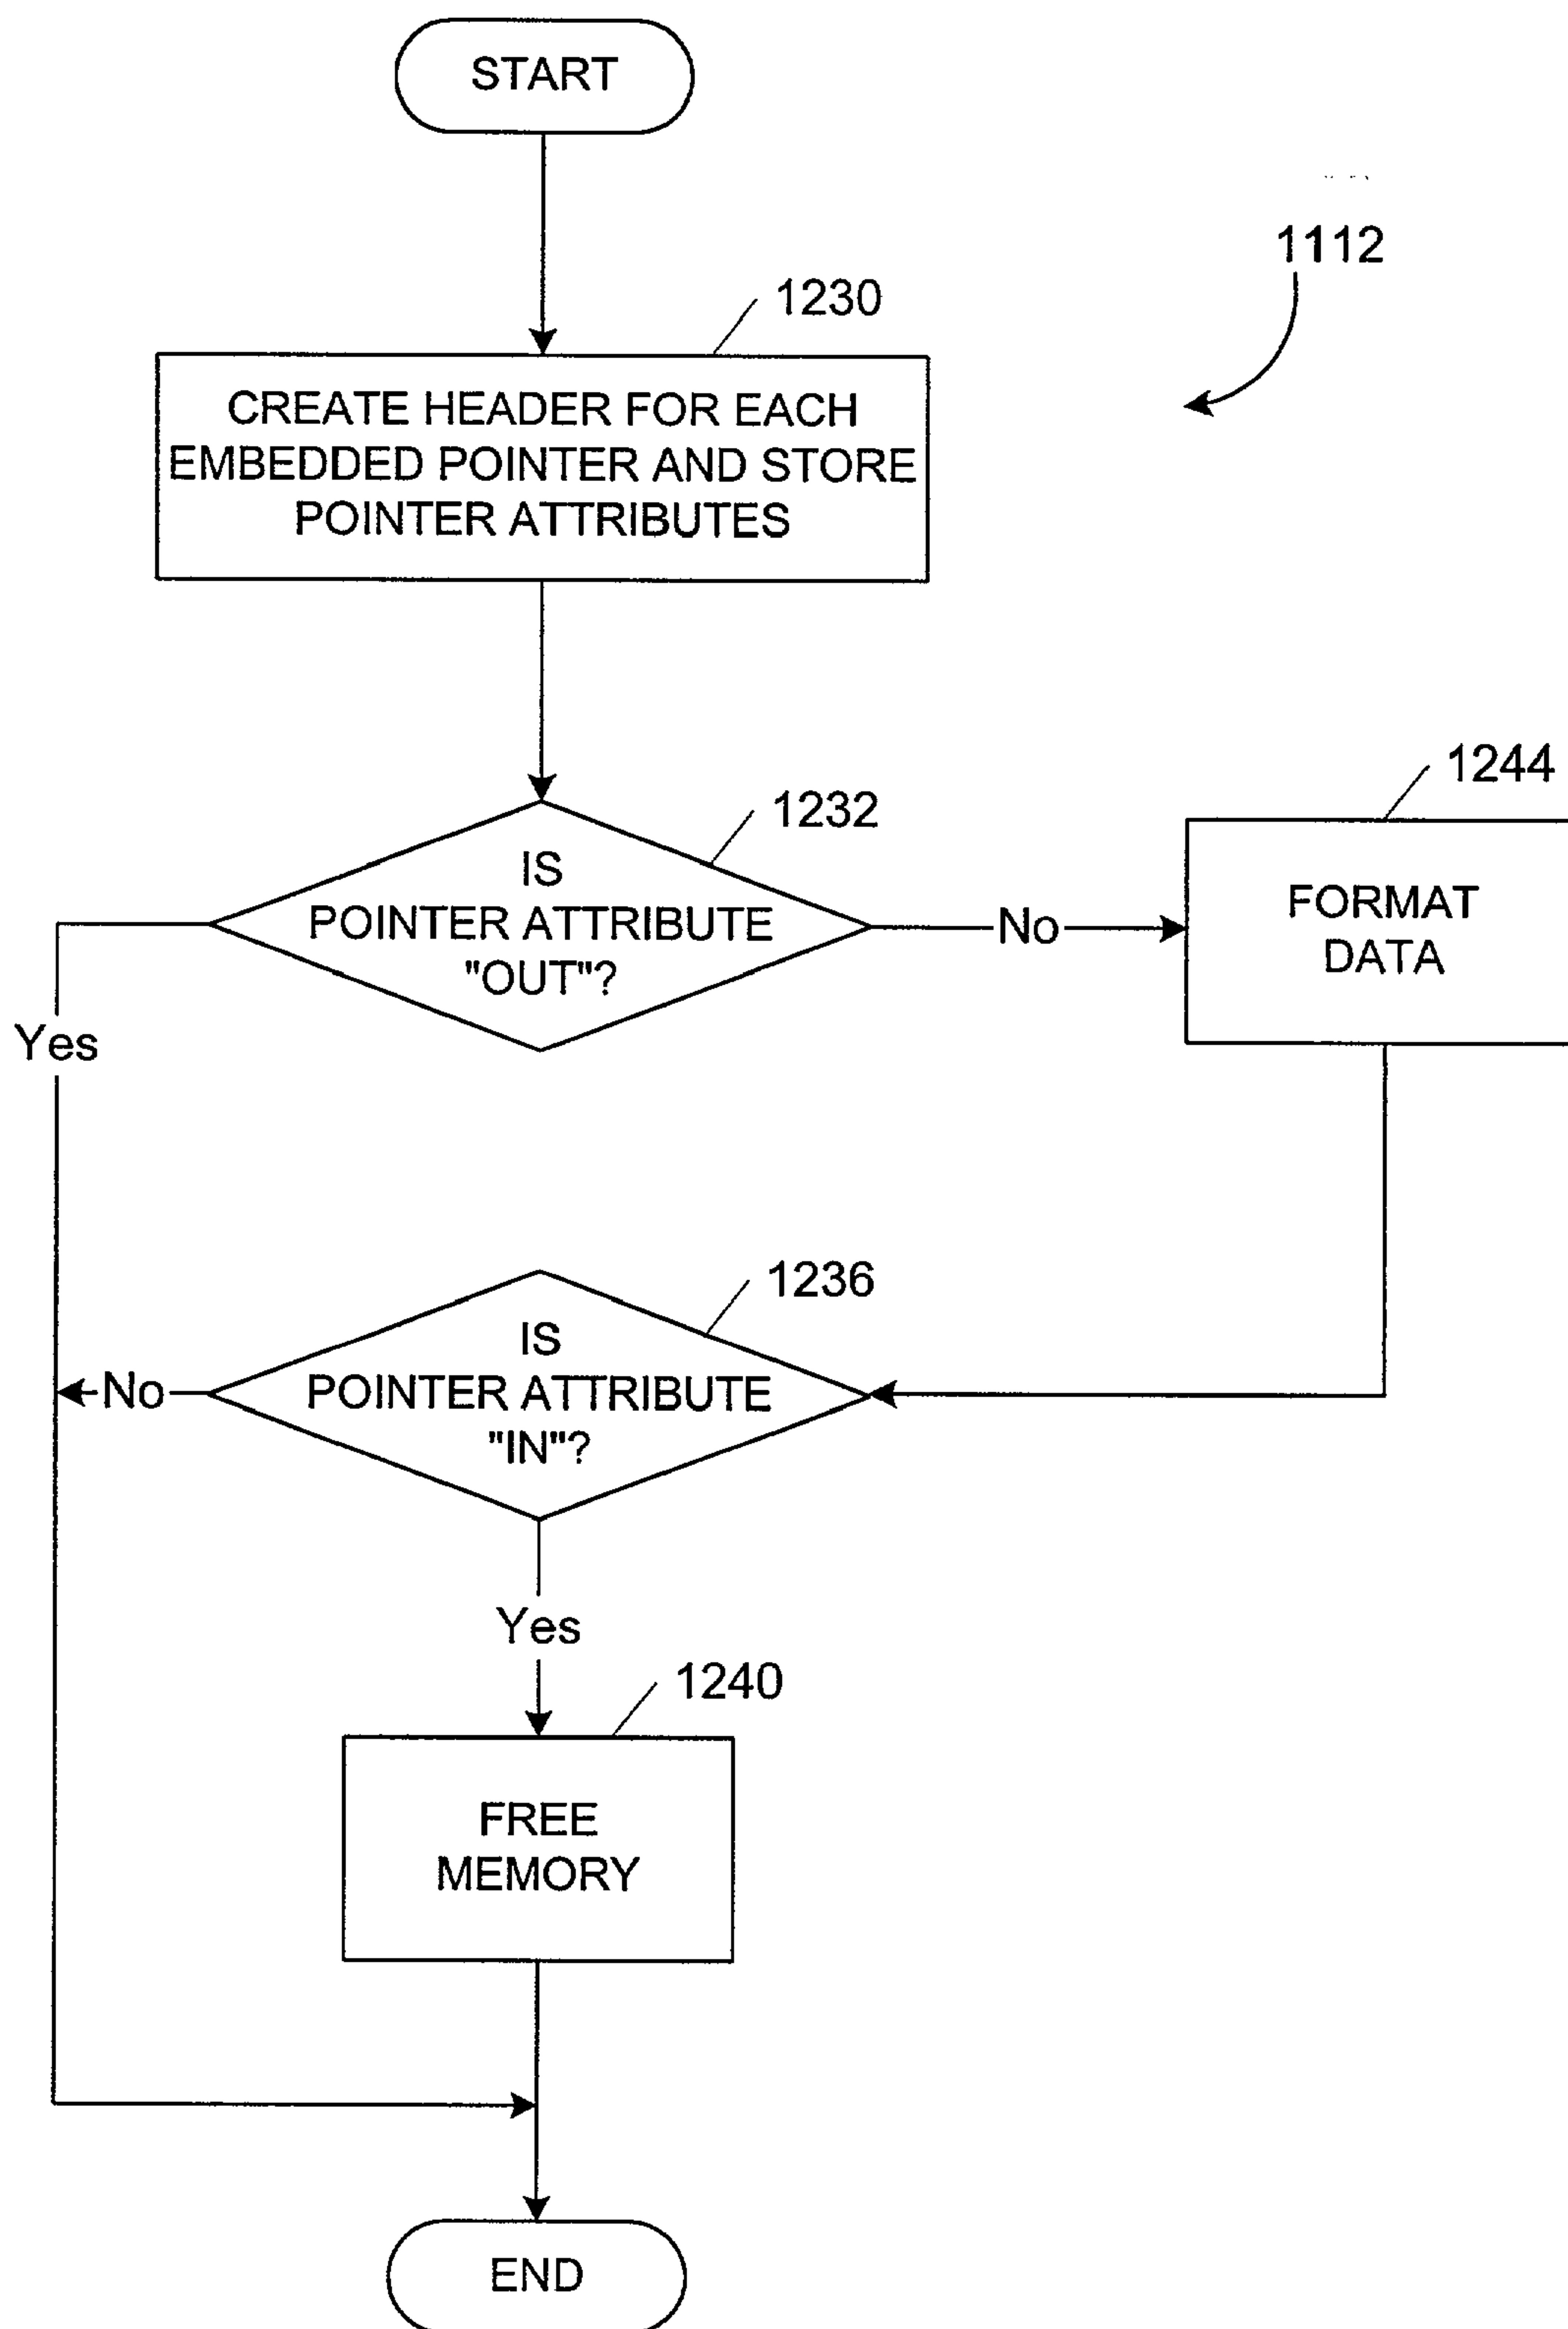 START
1112
1230
CREATE HEADER FOR EACH
EMBEDDED POINTER AND STORE
POINTER ATTRIBUTES
1232
IS
POINTER ATTRIBUTE
"OUT"?
No
1244
FORMAT
DATA
Yes
1236
IS
POINTER ATTRIBUTE
"IN"?
No
Yes
1240
FREE
MEMORY
END